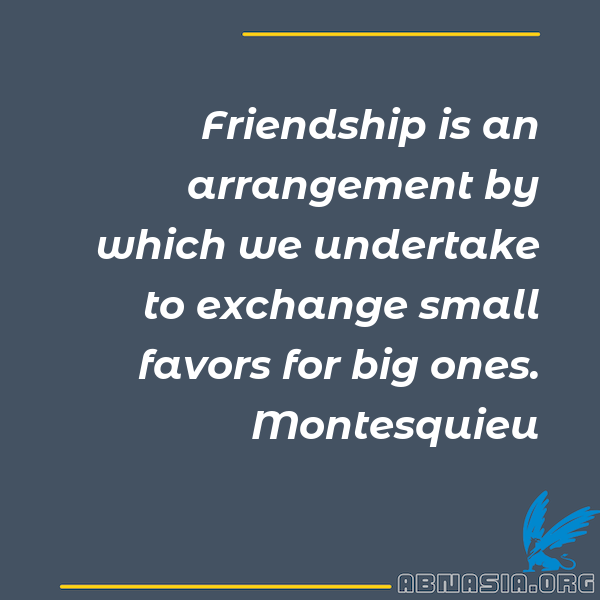 Friendship is an
arrangement by
which we undertake
to exchange small
favors for big ones.
Montesquieu
ABNASIA.ORG